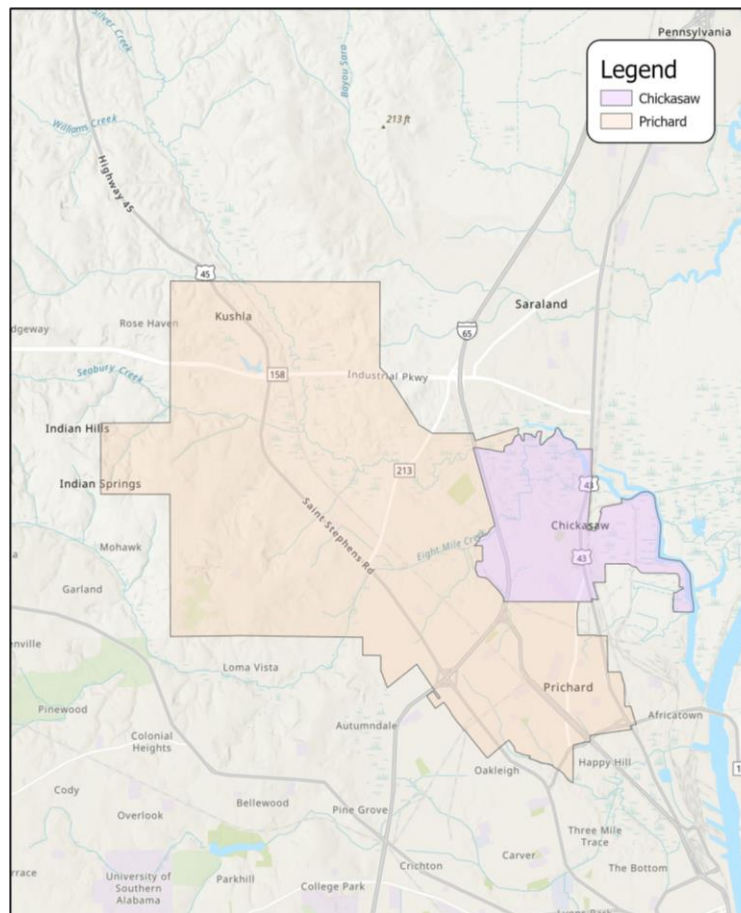 Silver Creek
Bayou Sara
Pennsylvania
Legend
Chickasaw
Prichard
213 ft
Williams Creek
Highway 45
45
Saraland
Rose Haven
Kushla
65
Seabury Creek
158
Industrial Pkwy
Indian Hills
213
Indian Springs
43
Saint Stephens Rd
Chickasaw
Mohawk
Eight Mile Creek
43
Garland
Loma Vista
Prichard
Pinewood
Autumndale
Africatown
Colonial
Heights
Happy Hill
Oakleigh
Cody
Bellewood
Overlook
Pine Grove
Three Mile
Trace
Carver
Crichton
The Bottom
University of
Southern
Alabama
Parkhill
College Park